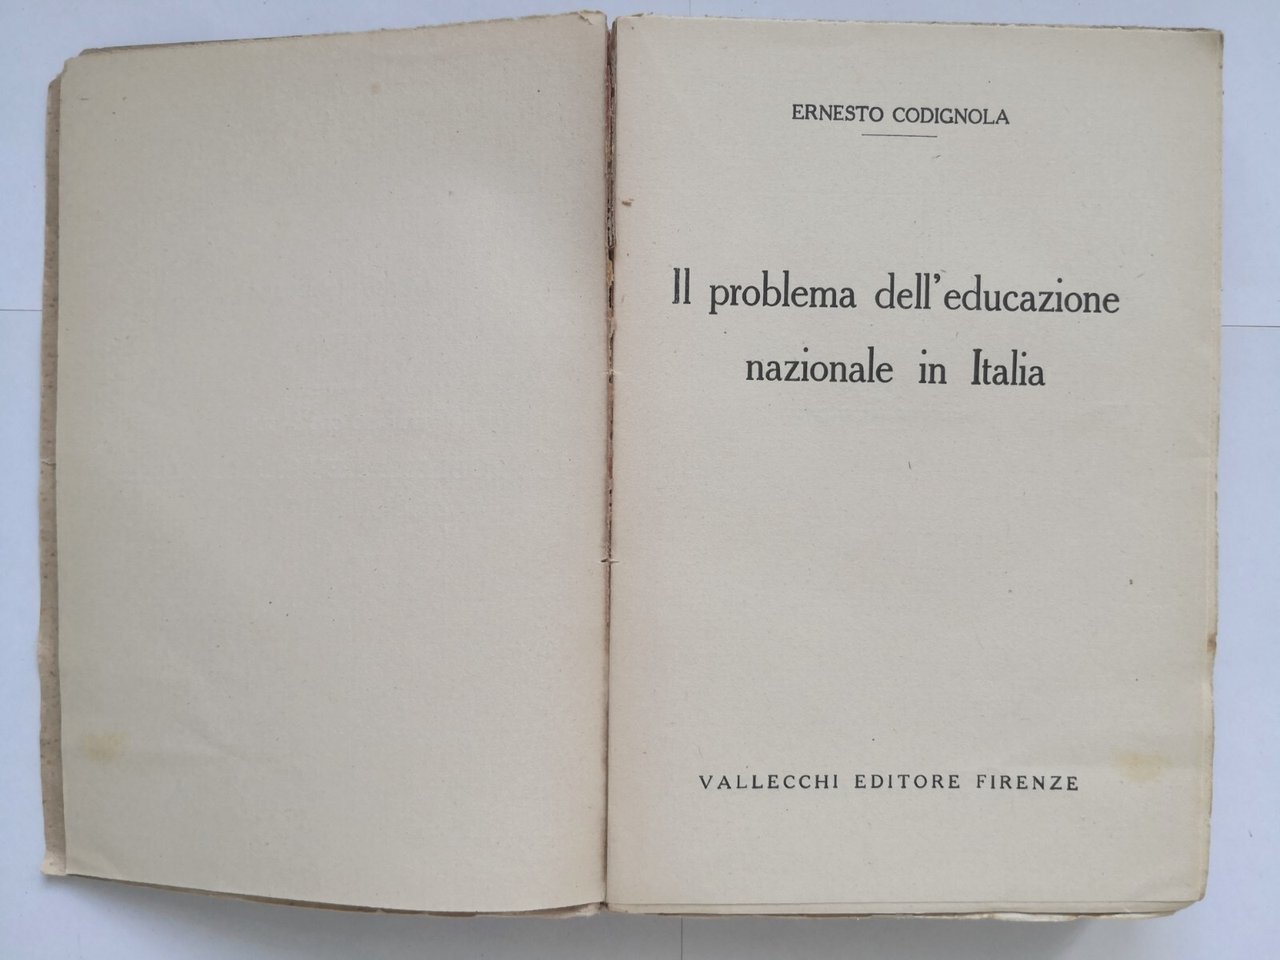 ERNESTO CODIGNOLA
Il problema dell'educazione
nazionale in Italia
VALLECCHI EDITORE FIRENZE